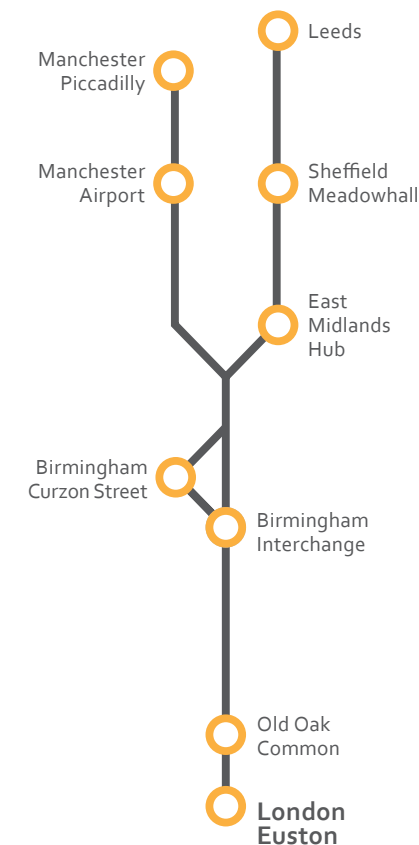 Leeds
Manchester
Piccadilly
Manchester
Airport
Sheffield
Meadowhall
East
Midlands
Hub
Birmingham
Curzon Street
Birmingham
Interchange
Old Oak
Common
London
Euston